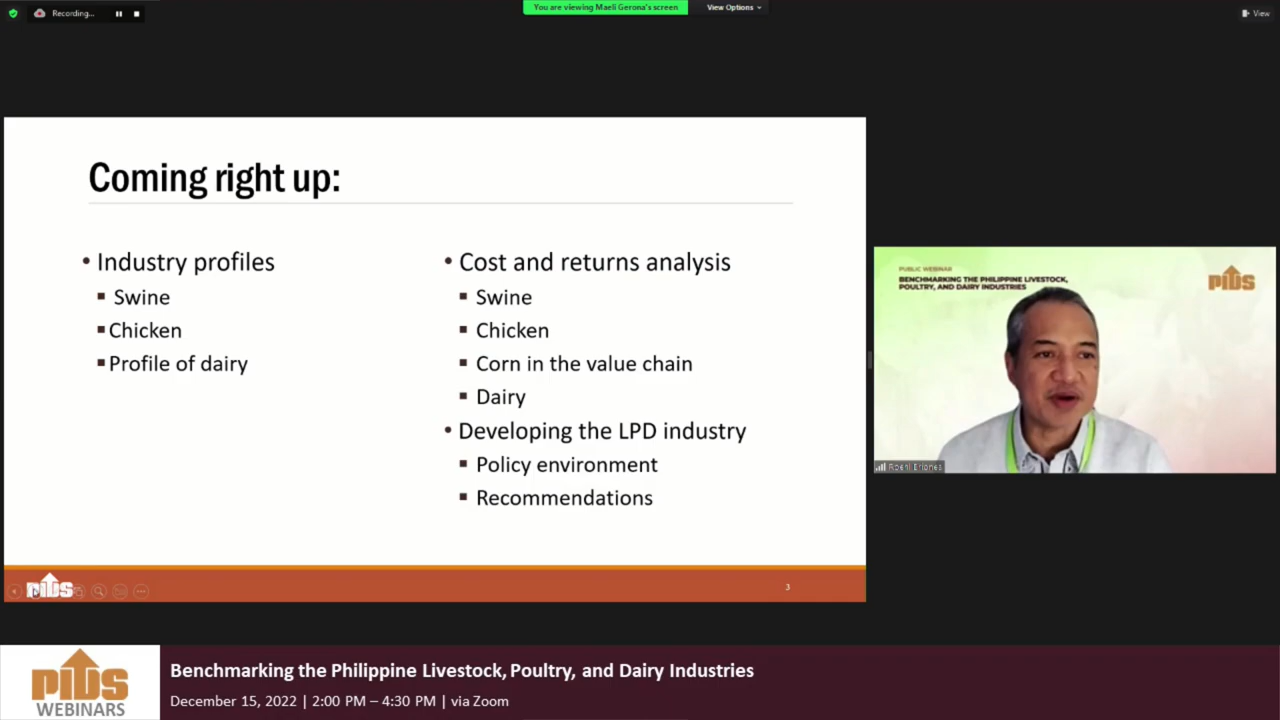 Recording...
You are viewing Maeli Gerona's screen
View Options
View
Coming right up:
• Industry profiles
▪ Swine
▪ Chicken
▪ Profile of dairy
• Cost and returns analysis
▪ Swine
▪ Chicken
▪ Corn in the value chain
▪ Dairy
• Developing the LPD industry
▪ Policy environment
▪ Recommendations
PIDS
3
PUBLIC WEBINAR
BENCHMARKING THE PHILIPPINE LIVESTOCK,
POULTRY, AND DAIRY INDUSTRIES
PIDS
Roehl Briones
PIDS
WEBINARS
Benchmarking the Philippine Livestock, Poultry, and Dairy Industries
December 15, 2022 | 2:00 PM – 4:30 PM | via Zoom